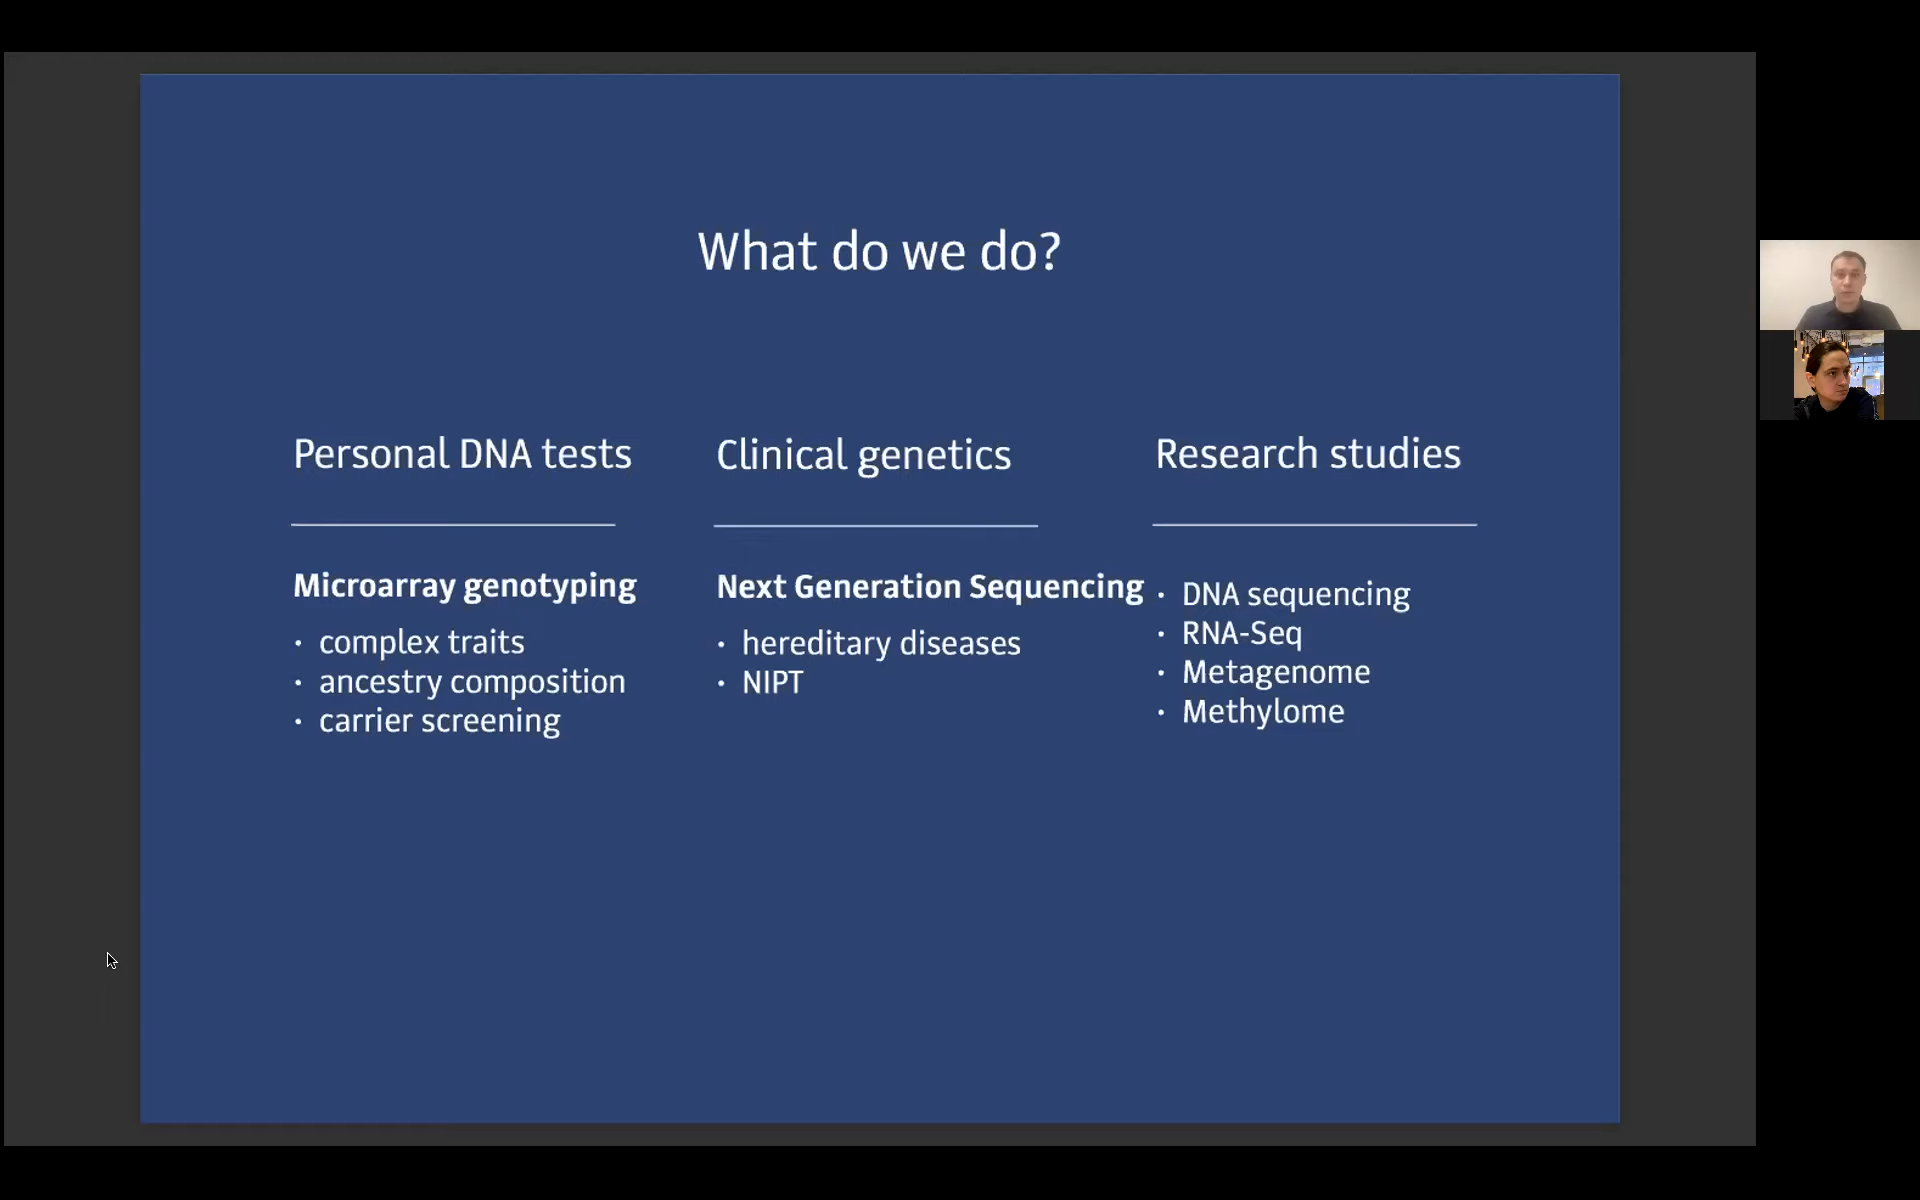 What do we do?
Personal DNA tests
Microarray genotyping
· complex traits
· ancestry composition
· carrier screening
Clinical genetics
Next Generation Sequencing
· hereditary diseases
· NIPT
Research studies
· DNA sequencing
· RNA-Seq
· Metagenome
· Methylome